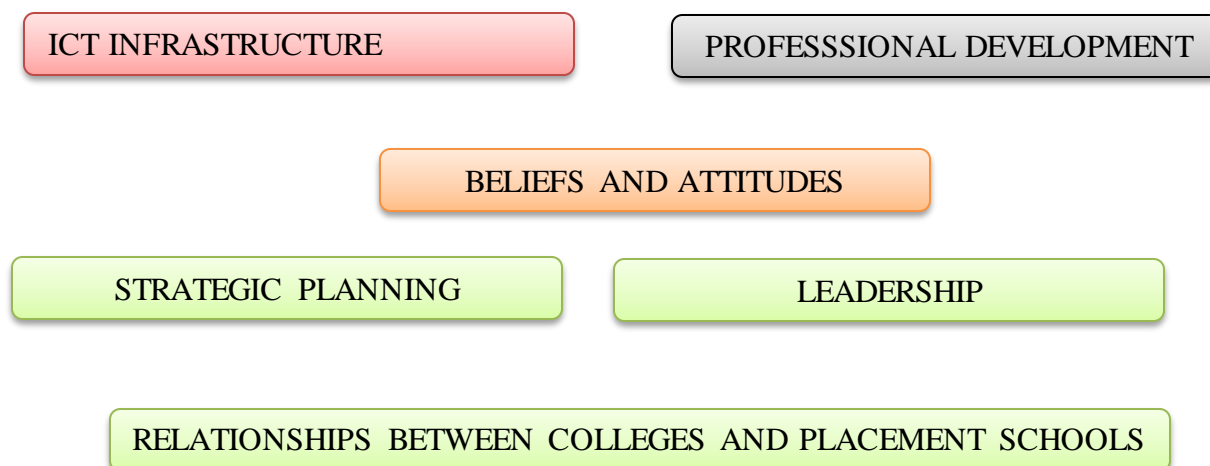 ICT INFRASTRUCTURE
PROFESSSIONAL DEVELOPMENT
BELIEFS AND ATTITUDES
STRATEGIC PLANNING
LEADERSHIP
RELATIONSHIPS BETWEEN COLLEGES AND PLACEMENT SCHOOLS